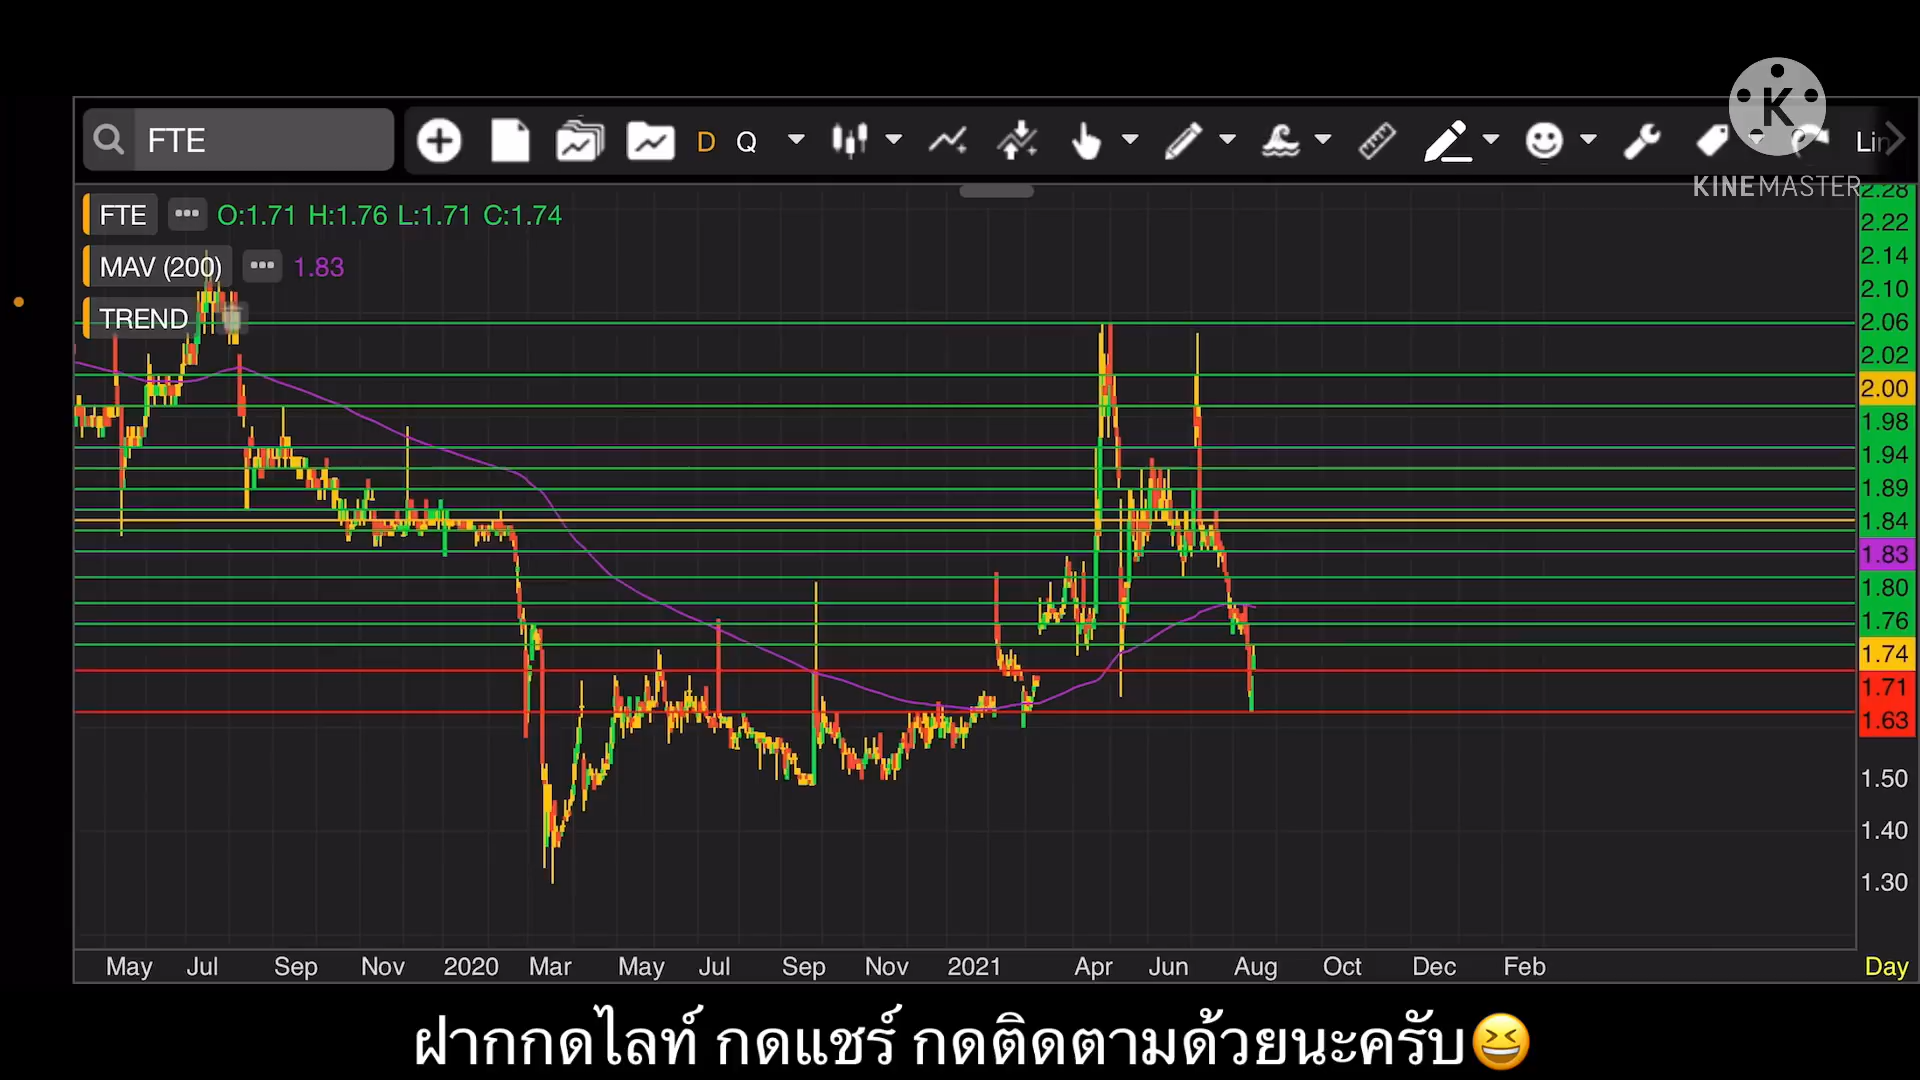 FTE D Q Lin
KINEMASTER
FTE O:1.71 H:1.76 L:1.71 C:1.74
MAV (200) 1.83
TREND
2.28
2.22
2.14
2.10
2.06
2.02
2.00
1.98
1.94
1.89
1.84
1.83
1.80
1.76
1.74
1.71
1.63
1.50
1.40
1.30
May Jul Sep Nov 2020 Mar May Jul Sep Nov 2021 Apr Jun Aug Oct Dec Feb Day
ฝากกดไลท์ กดแชร์ กดติดตามด้วยนะครับ😆